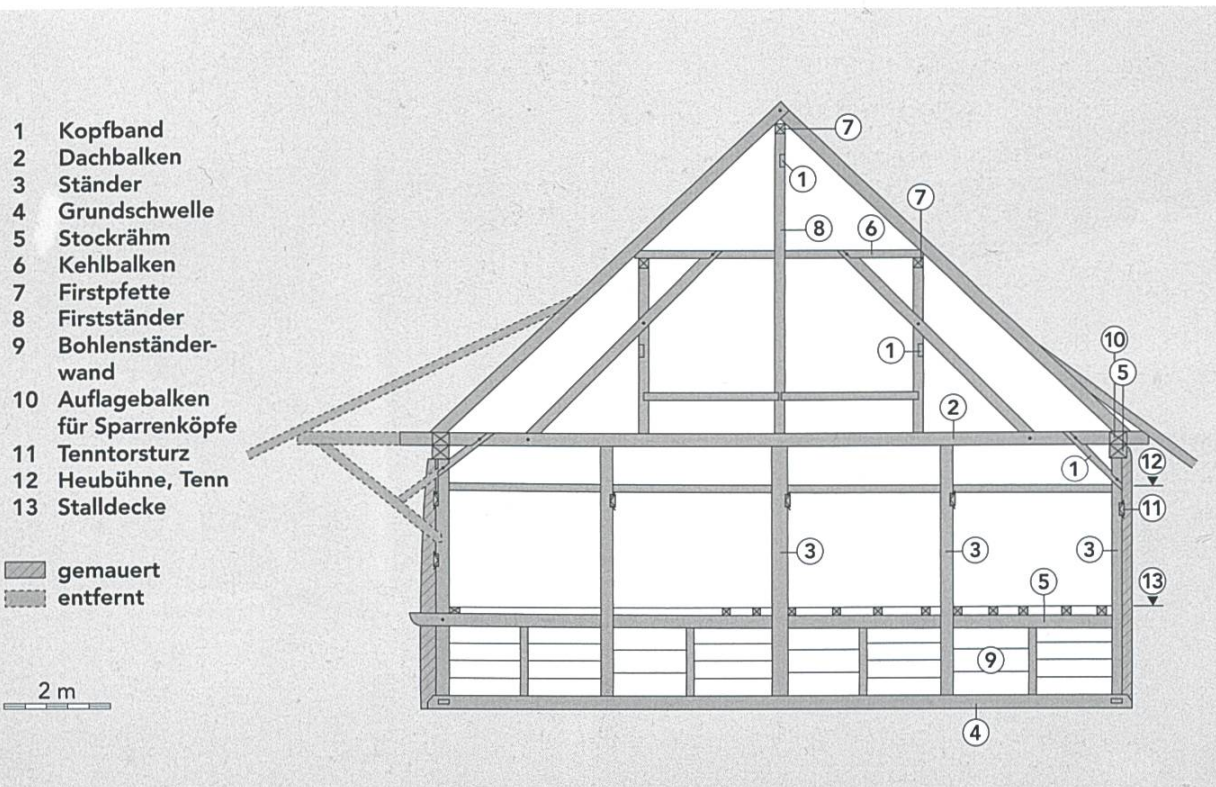 1 Kopfband
2 Dachbalken
3 Ständer
4 Grundschwelle
5 Stockrähm
6 Kehlbalken
7 Firstpfette
8 Firstständer
9 Bohlenständer-
wand
10 Auflagebalken
für Sparrenköpfe
11 Tenntorsturz
12 Heubühne, Tenn
13 Stalldecke
gemauert
entfernt
2 m
7
1
7
8
6
1
10
5
2
1
12
11
3
3
3
13
5
9
4